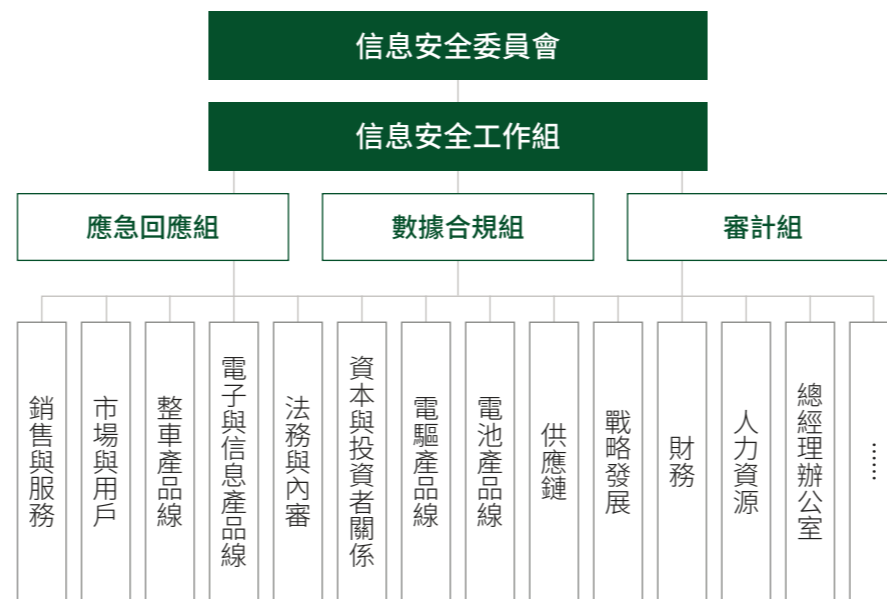 信息安全委員會
信息安全工作組
應急回應組
數據合規組
審計組
銷售與服務
市場與用戶
整車產品線
電子與信息產品線
法務與內審
資本與投資者關係
電驅產品線
電池產品線
供應鏈
戰略發展
財務
人力資源
總經理辦公室
……